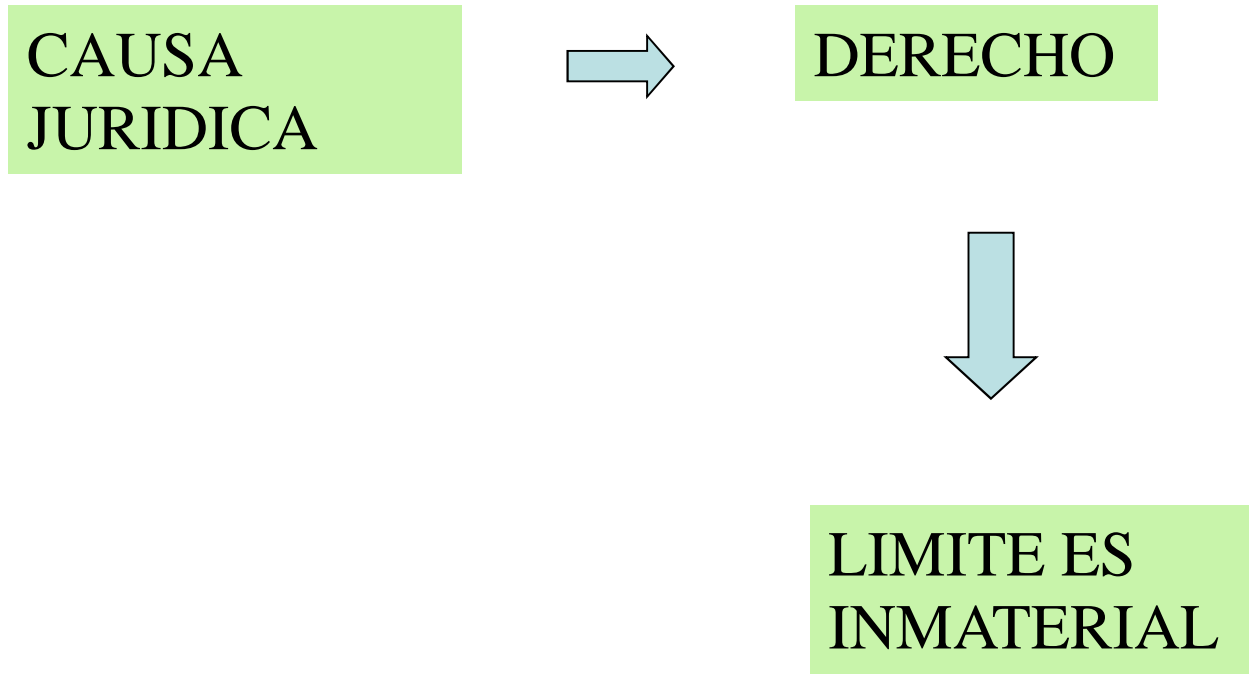 CAUSA
JURIDICA
DERECHO
LIMITE ES
INMATERIAL